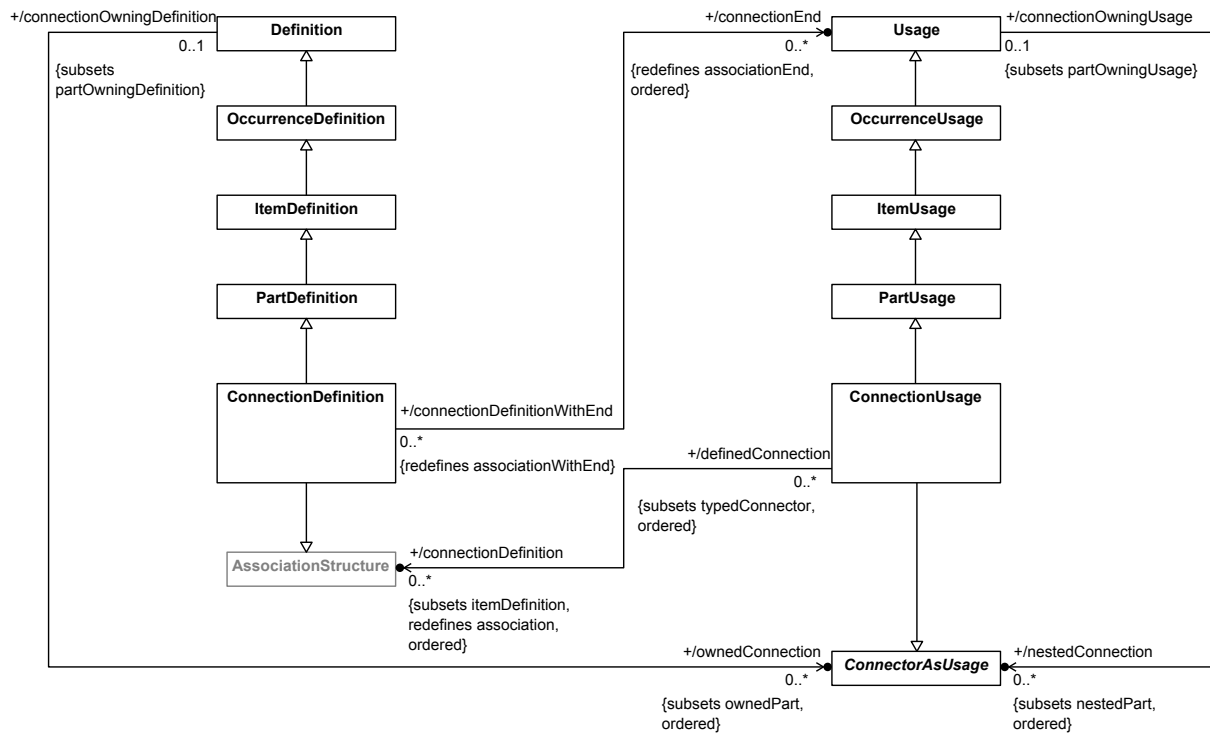 +/connectionOwningDefinition
0..1
{subsets
partOwningDefinition}
Definition
+/connectionEnd
0..*
{redefines associationEnd,
ordered}
Usage
+/connectionOwningUsage
0..1
{subsets partOwningUsage}
OccurrenceDefinition
OccurrenceUsage
ItemDefinition
ItemUsage
PartDefinition
PartUsage
ConnectionDefinition
+/connectionDefinitionWithEnd
0..*
{redefines associationWithEnd}
ConnectionUsage
+/definedConnection
0..*
{subsets typedConnector,
ordered}
AssociationStructure
+/connectionDefinition
0..*
{subsets itemDefinition,
redefines association,
ordered}
+/ownedConnection
0..*
{subsets ownedPart,
ordered}
ConnectorAsUsage
+/nestedConnection
0..*
{subsets nestedPart,
ordered}